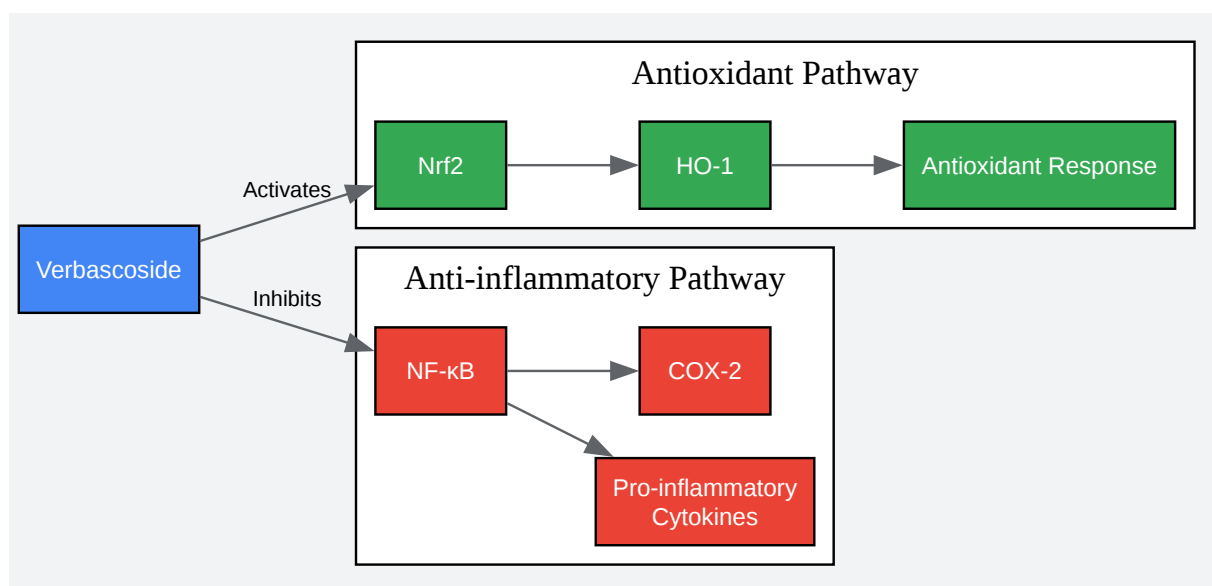 Antioxidant Pathway
Nrf2
HO-1
Antioxidant Response
Activates
Verbascoside
Inhibits
Anti-inflammatory Pathway
NF-κB
COX-2
Pro-inflammatory
Cytokines